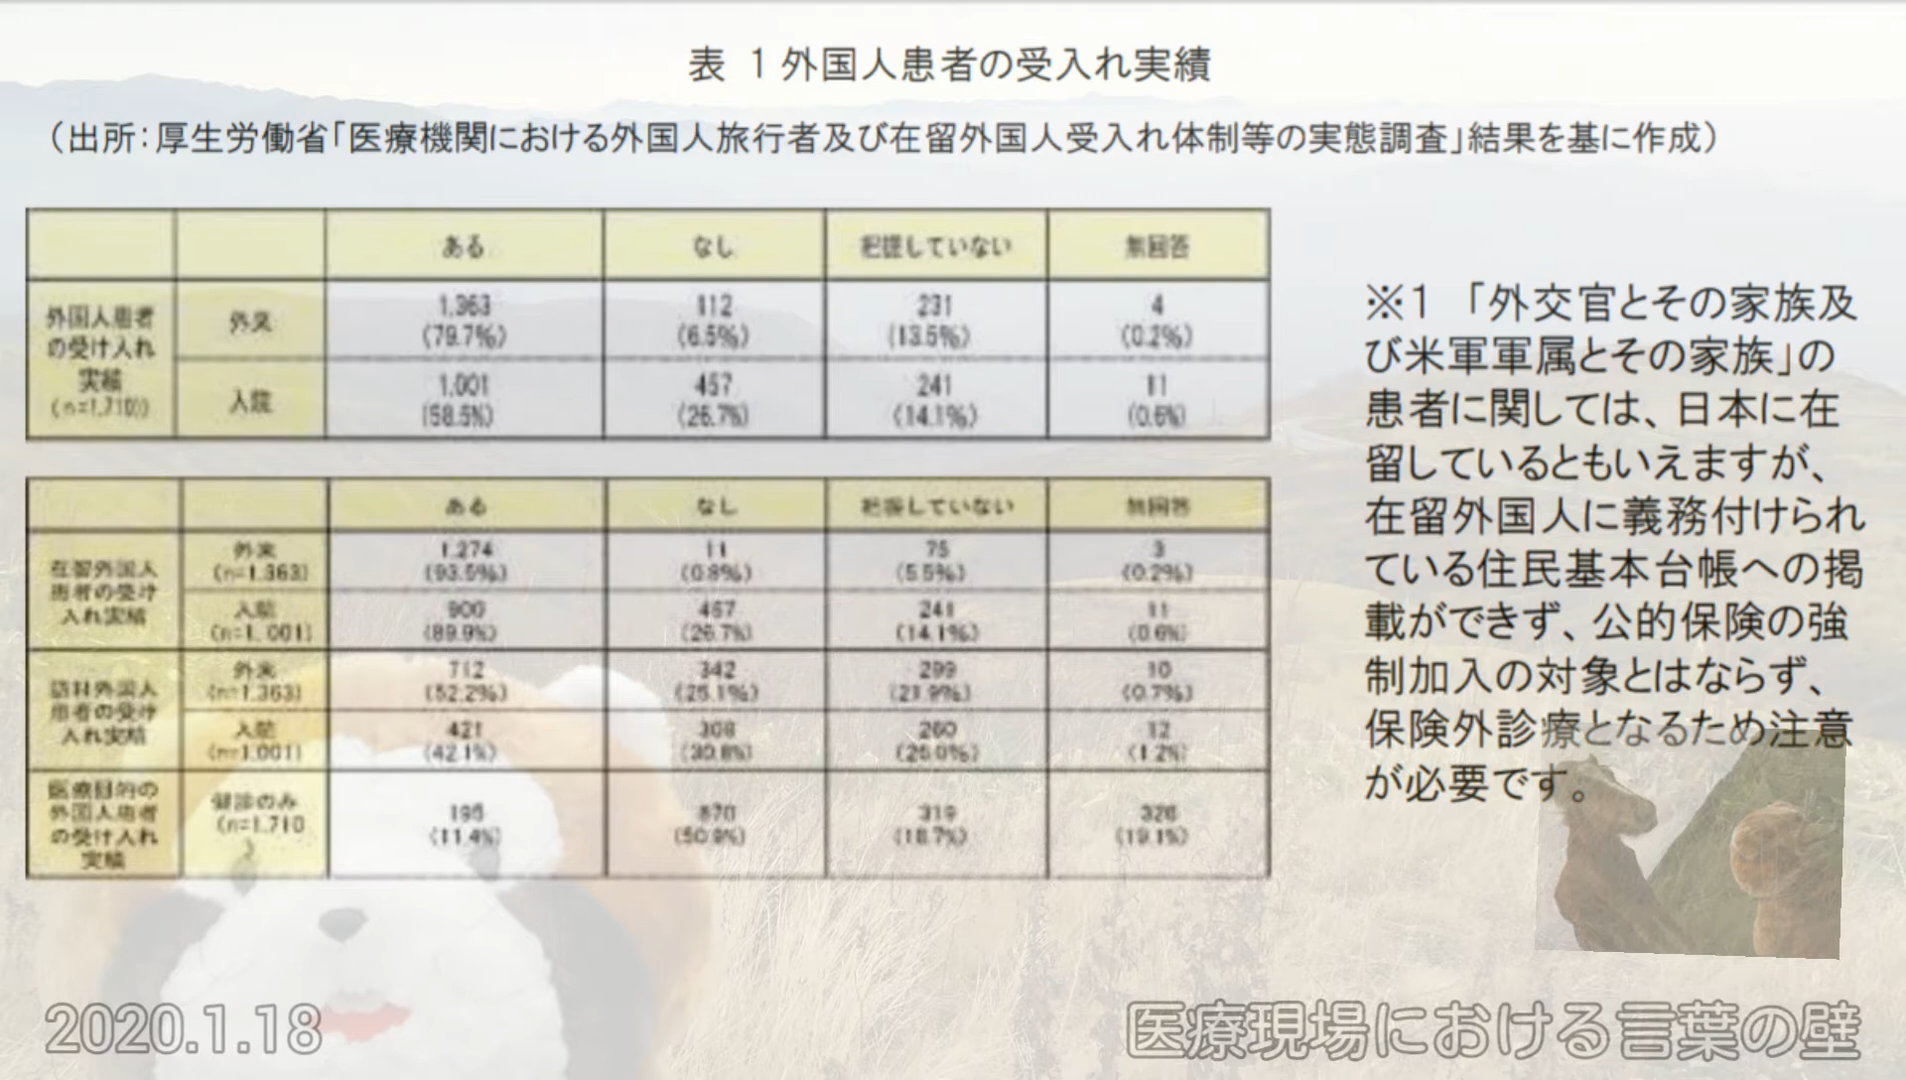 表 1 外国人患者の受入れ実績
(出所:厚生労働省「医療機関における外国人旅行者及び在留外国人受入れ体制等の実態調査」結果を基に作成)
ある なし 把握していない 無回答
外国人患者の受け入れ実績 (n=1,710)
外来 1,363 112 231 4
(79.7%) (6.5%) (13.5%) (0.2%)
入院 1,001 457 241 11
(58.5%) (26.7%) (14.1%) (0.6%)
ある なし 把握していない 無回答
在留外国人患者の受け入れ実績
外来 1,274 11 75 3
(n=1.363) (93.5%) (0.8%) (5.5%) (0.2%)
入院 900 457 241 11
(n=1.001) (89.9%) (26.7%) (14.1%) (0.6%)
訪日外国人患者の受け入れ実績
外来 712 342 299 10
(n=1.363) (52.2%) (25.1%) (21.9%) (0.7%)
入院 421 308 260 12
(n=1.001) (42.1%) (30.8%) (26.0%) (1.2%)
医療目的の外国人患者の受け入れ実績
健診のみ 195 870 319 326
(n=1.710) (11.4%) (50.9%) (18.7%) (19.1%)
※1 「外交官とその家族及
び米軍軍属とその家族」の
患者に関しては、日本に在
留しているともいえますが、
在留外国人に義務付けられ
ている住民基本台帳への掲
載ができず、公的保険の強
制加入の対象とはならず、
保険外診療となるため注意
が必要です。
2020.1.18
医療現場における言葉の壁